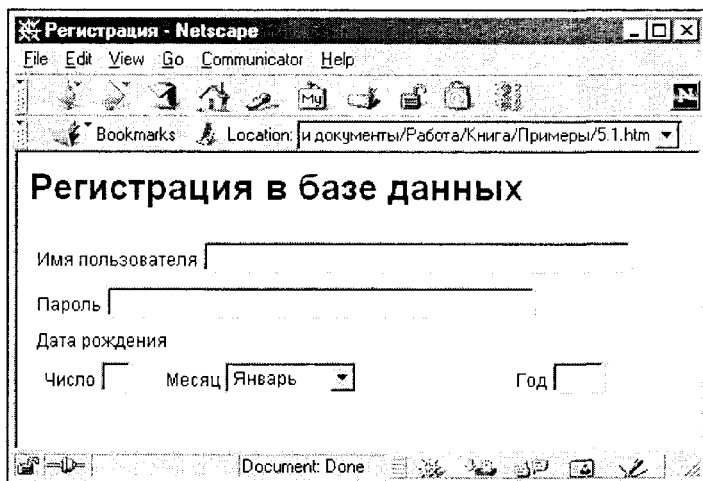 Регистрация - Netscape
File Edit View Go Communicator Help
My
N
Bookmarks Location: и документы/Работа/Книга/Примеры/5.1.htm
Регистрация в базе данных
Имя пользователя
Пароль
Дата рождения
Число Месяц Январь Год
Document: Done